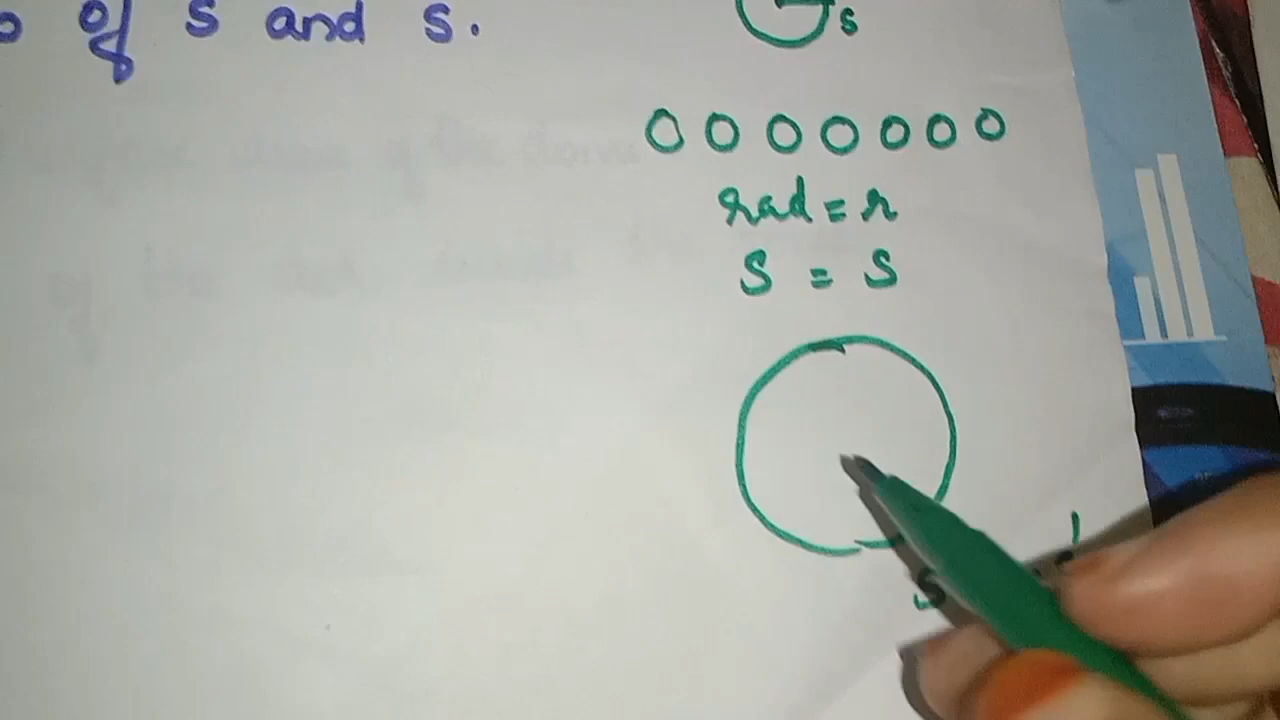 of s and s.
s
rad = r
S = S